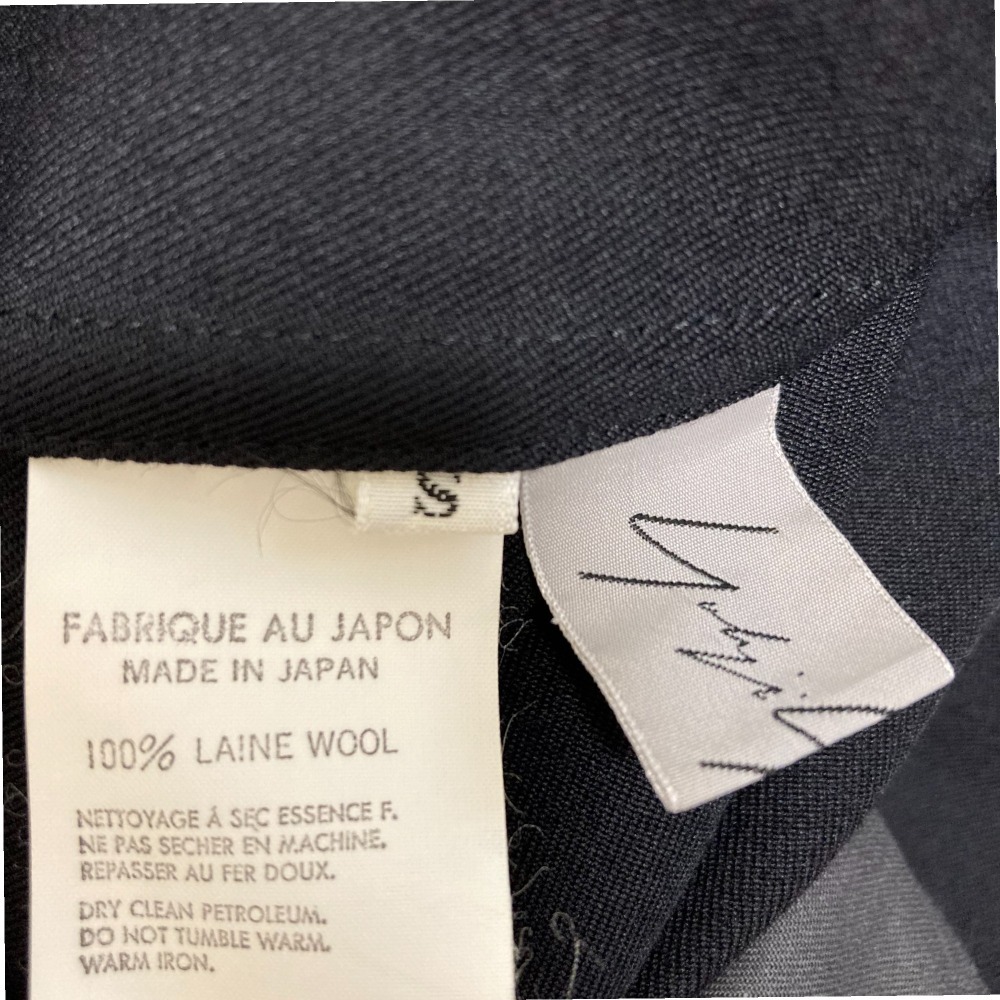 FABRIQUE AU JAPON
MADE IN JAPAN
100% LAINE WOOL
NETTOYAGE À SEC ESSENCE F.
NE PAS SECHER EN MACHINE.
REPASSER AU FER DOUX.
DRY CLEAN PETROLEUM.
DO NOT TUMBLE WARM.
WARM IRON.